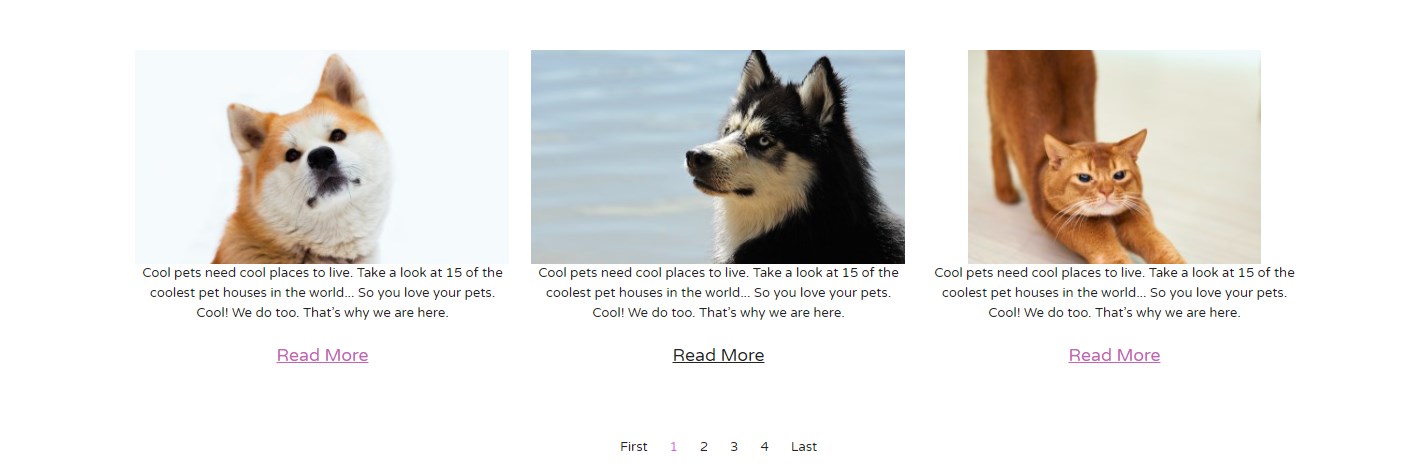 Cool pets need cool places to live. Take a look at 15 of the
coolest pet houses in the world... So you love your pets.
Cool! We do too. That's why we are here.
Read More
Cool pets need cool places to live. Take a look at 15 of the
coolest pet houses in the world... So you love your pets.
Cool! We do too. That's why we are here.
Read More
Cool pets need cool places to live. Take a look at 15 of the
coolest pet houses in the world... So you love your pets.
Cool! We do too. That's why we are here.
Read More
First 1 2 3 4 Last